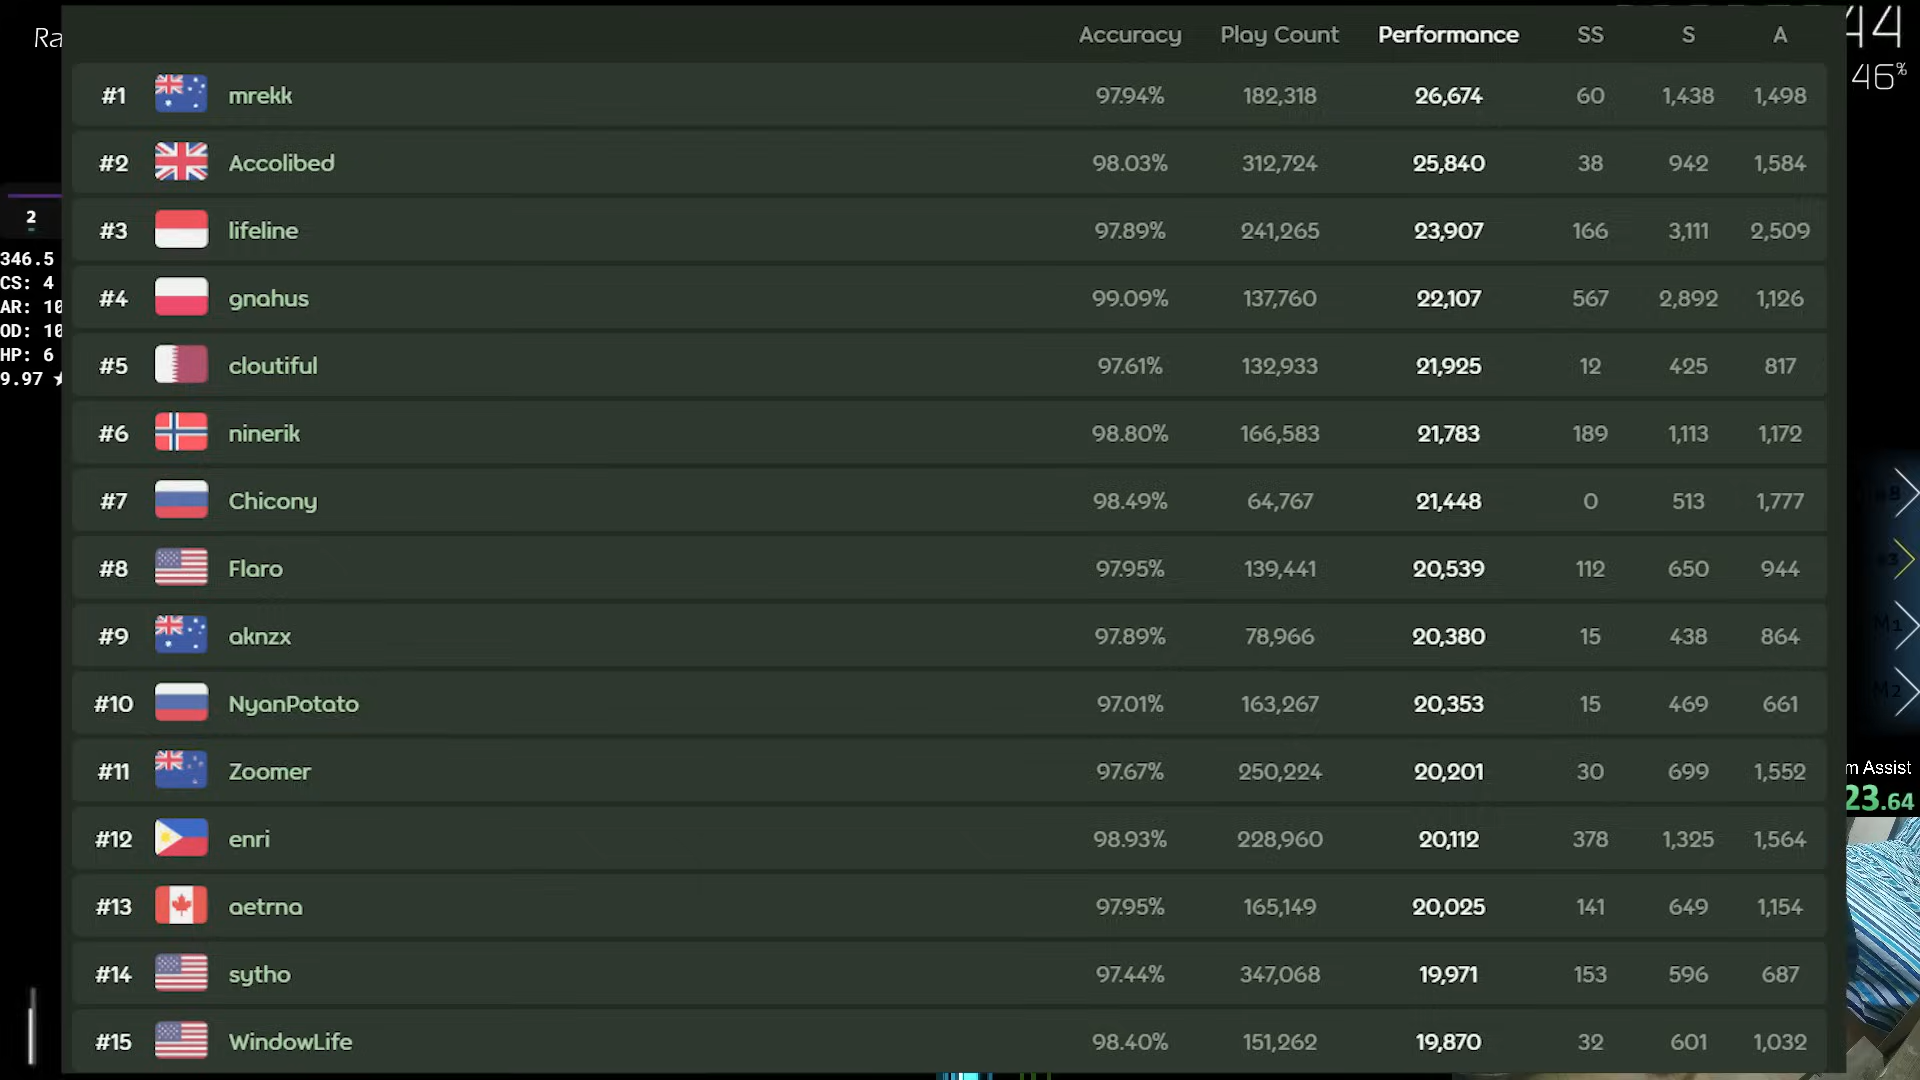 Ra
Accuracy Play Count Performance SS S A
44
46%
#1 mrekk 97.94% 182,318 26,674 60 1,438 1,498
#2 Accolibed 98.03% 312,724 25,840 38 942 1,584
2
#3 lifeline 97.89% 241,265 23,907 166 3,111 2,509
346.5
CS: 4
AR: 10
OD: 10
HP: 6
9.97
#4 gnahus 99.09% 137,760 22,107 567 2,892 1,126
#5 cloutiful 97.61% 132,933 21,925 12 425 817
#6 ninerik 98.80% 166,583 21,783 189 1,113 1,172
#7 Chicony 98.49% 64,767 21,448 0 513 1,777
#8 Flaro 97.95% 139,441 20,539 112 650 944
#9 aknzx 97.89% 78,966 20,380 15 438 864
M1
#10 NyanPotato 97.01% 163,267 20,353 15 469 661
M2
#11 Zoomer 97.67% 250,224 20,201 30 699 1,552
m Assist
23.64
#12 enri 98.93% 228,960 20,112 378 1,325 1,564
#13 aetrna 97.95% 165,149 20,025 141 649 1,154
#14 sytho 97.44% 347,068 19,971 153 596 687
#15 WindowLife 98.40% 151,262 19,870 32 601 1,032